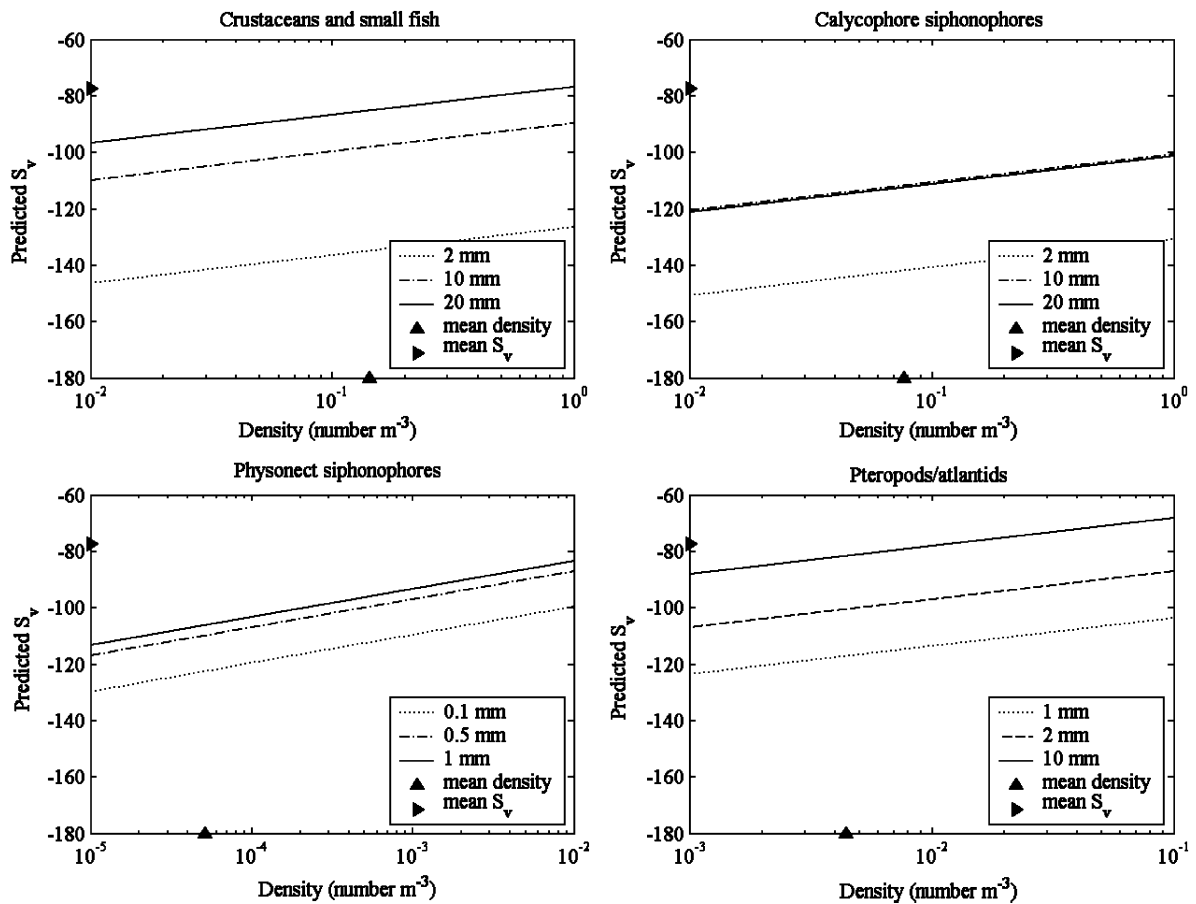 Crustaceans and small fish
-60
-80
-100
-120
-140
-160
-180
Predicted S_v
2 mm
10 mm
20 mm
mean density
mean S_v
10^-2
10^-1
10^0
Density (number m^-3)
Calycophore siphonophores
-60
-80
-100
-120
-140
-160
-180
Predicted S_v
2 mm
10 mm
20 mm
mean density
mean S_v
10^-2
10^-1
10^0
Density (number m^-3)
Physonect siphonophores
-60
-80
-100
-120
-140
-160
-180
Predicted S_v
0.1 mm
0.5 mm
1 mm
mean density
mean S_v
10^-5
10^-4
10^-3
10^-2
Density (number m^-3)
Pteropods/atlantids
-60
-80
-100
-120
-140
-160
-180
Predicted S_v
1 mm
2 mm
10 mm
mean density
mean S_v
10^-3
10^-2
10^-1
Density (number m^-3)